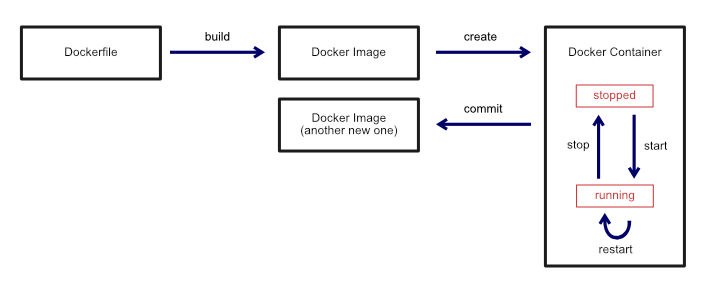 Dockerfile
build
Docker Image
create
Docker Container
Docker Image
(another new one)
commit
stopped
stop
start
running
restart